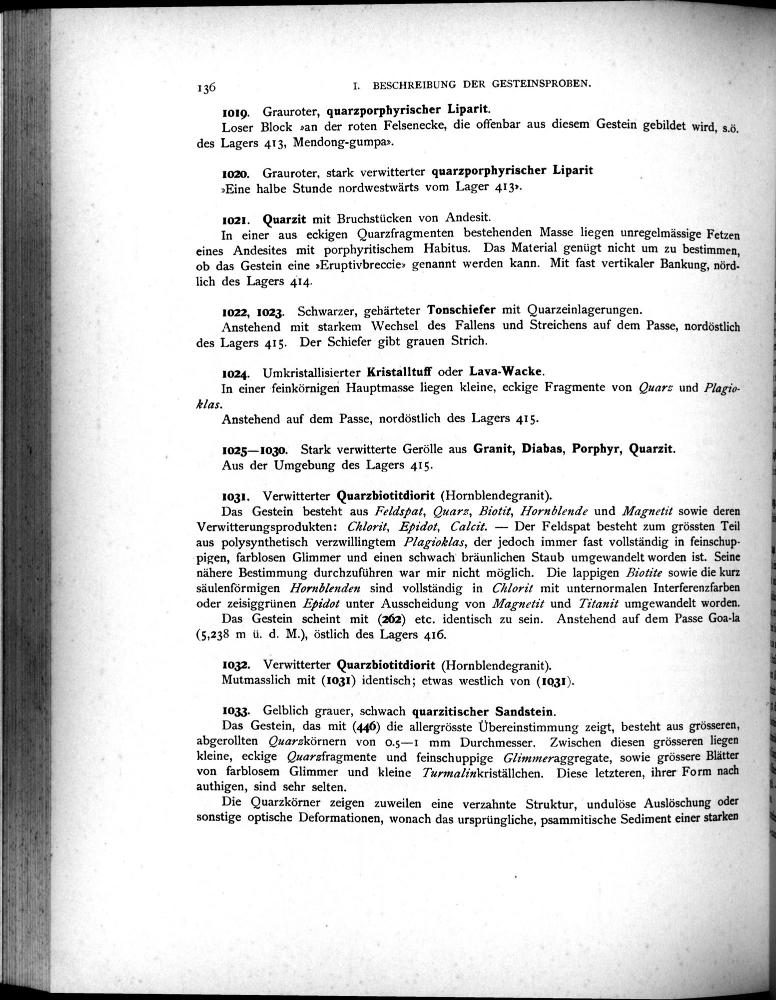 136
I. BESCHREIBUNG DER GESTEINSPROBEN.
1019. Grauroter, quarzporphyrischer Liparit.
Loser Block »an der roten Felsenecke, die offenbar aus diesem Gestein gebildet wird, s.ö.
des Lagers 413, Mendong-gumpa».
1020. Grauroter, stark verwitterter quarzporphyrischer Liparit
»Eine halbe Stunde nordwestwärts vom Lager 413».
1021. Quarzit mit Bruchstücken von Andesit.
In einer aus eckigen Quarzfragmenten bestehenden Masse liegen unregelmässige Fetzen
eines Andesites mit porphyritischem Habitus. Das Material genügt nicht um zu bestimmen,
ob das Gestein eine »Eruptivbreccie» genannt werden kann. Mit fast vertikaler Bankung, nörd-
lich des Lagers 414.
1022, 1023. Schwarzer, gehärteter Tonschiefer mit Quarzeinlagerungen.
Anstehend mit starkem Wechsel des Fallens und Streichens auf dem Passe, nordöstlich
des Lagers 415. Der Schiefer gibt grauen Strich.
1024. Umkristallisierter Kristalltuff oder Lava-Wacke.
In einer feinkörnigen Hauptmasse liegen kleine, eckige Fragmente von Quarz und Plagio-
klas.
Anstehend auf dem Passe, nordöstlich des Lagers 415.
1025—1030. Stark verwitterte Gerölle aus Granit, Diabas, Porphyr, Quarzit.
Aus der Umgebung des Lagers 415.
1031. Verwitterter Quarzbiotitdiorit (Hornblendegranit).
Das Gestein besteht aus Feldspat, Quarz, Biotit, Hornblende und Magnetit sowie deren
Verwitterungsprodukten: Chlorit, Epidot, Calcit. — Der Feldspat besteht zum grössten Teil
aus polysynthetisch verzwillingtem Plagioklas, der jedoch immer fast vollständig in feinschup-
pigen, farblosen Glimmer und einen schwach bräunlichen Staub umgewandelt worden ist. Seine
nähere Bestimmung durchzuführen war mir nicht möglich. Die lappigen Biotite sowie die kurz
säulenförmigen Hornblenden sind vollständig in Chlorit mit unternormalen Interferenzfarben
oder zeisiggrünen Epidot unter Ausscheidung von Magnetit und Titanit umgewandelt worden.
Das Gestein scheint mit (262) etc. identisch zu sein. Anstehend auf dem Passe Goa-la
(5,238 m ü. d. M.), östlich des Lagers 416.
1032. Verwitterter Quarzbiotitdiorit (Hornblendegranit).
Mutmasslich mit (1031) identisch; etwas westlich von (1031).
1033. Gelblich grauer, schwach quarzitischer Sandstein.
Das Gestein, das mit (446) die allergrösste Übereinstimmung zeigt, besteht aus grösseren,
abgerollten Quarzkörnern von 0.5—1 mm Durchmesser. Zwischen diesen grösseren liegen
kleine, eckige Quarzfragmente und feinschuppige Glimmeraggregate, sowie grössere Blätter
von farblosem Glimmer und kleine Turmalinkriställchen. Diese letzteren, ihrer Form nach
authigen, sind sehr selten.
Die Quarzkörner zeigen zuweilen eine verzahnte Struktur, undulöse Auslöschung oder
sonstige optische Deformationen, wonach das ursprüngliche, psammitische Sediment einer starken